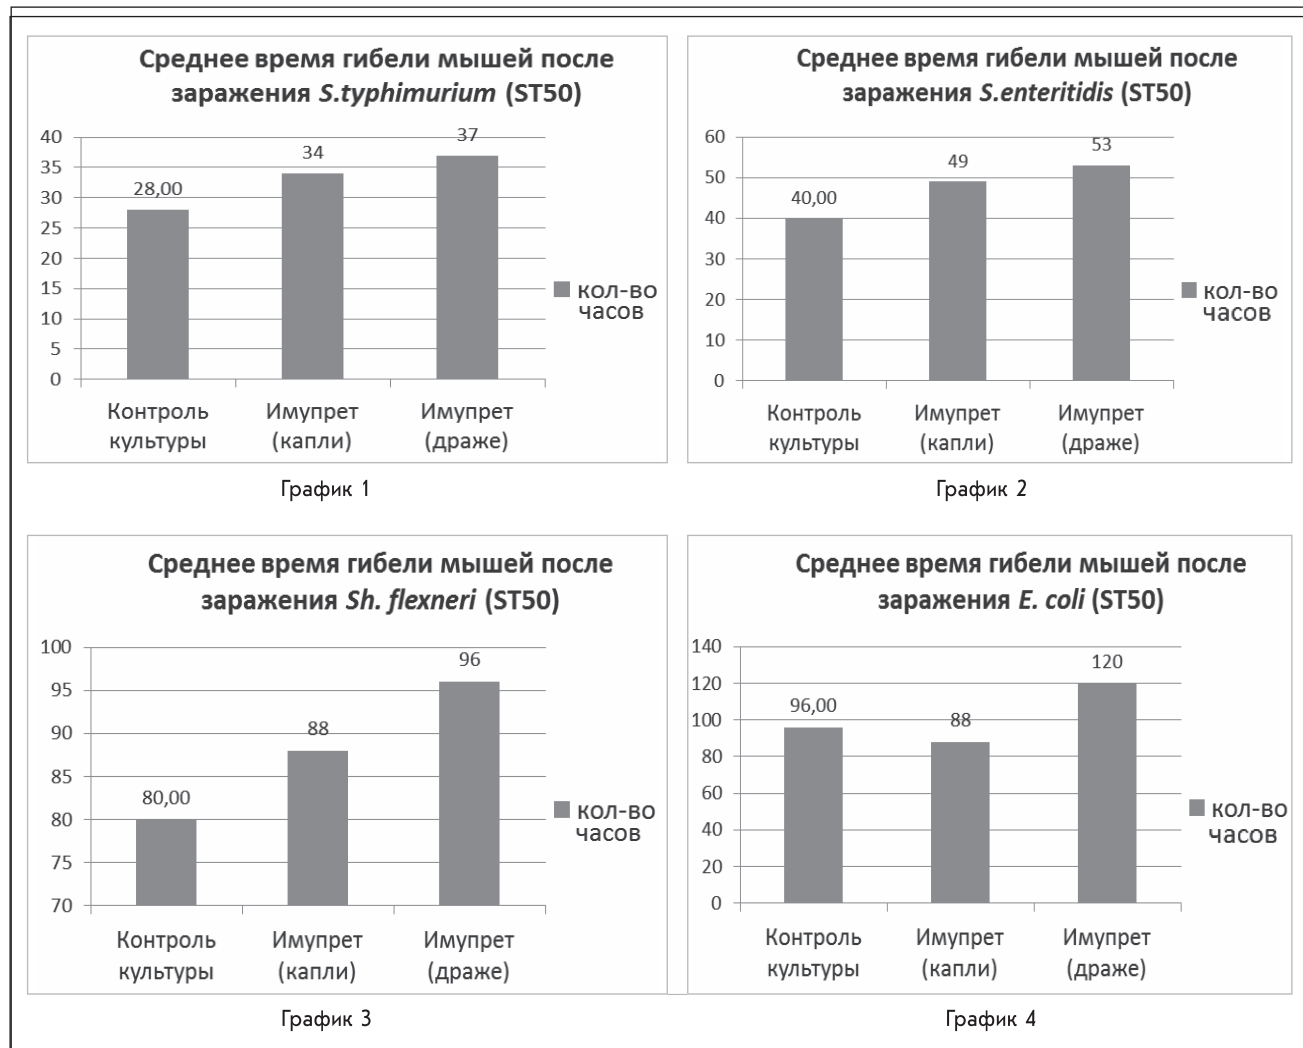 Среднее время гибели мышей после
заражения S.typhimurium (ST50)
40
35
30
25
20
15
10
5
0
28,00
34
37
Контроль
культуры
Имупрет
(капли)
Имупрет
(драже)
кол-во
часов
График 1
Среднее время гибели мышей после
заражения S.enteritidis (ST50)
60
50
40
30
20
10
0
40,00
49
53
Контроль
культуры
Имупрет
(капли)
Имупрет
(драже)
кол-во
часов
График 2
Среднее время гибели мышей после
заражения Sh. flexneri (ST50)
100
95
90
85
80
75
70
80,00
88
96
Контроль
культуры
Имупрет
(капли)
Имупрет
(драже)
кол-во
часов
График 3
Среднее время гибели мышей после
заражения E. coli (ST50)
140
120
100
80
60
40
20
0
96,00
88
120
Контроль
культуры
Имупрет
(капли)
Имупрет
(драже)
кол-во
часов
График 4